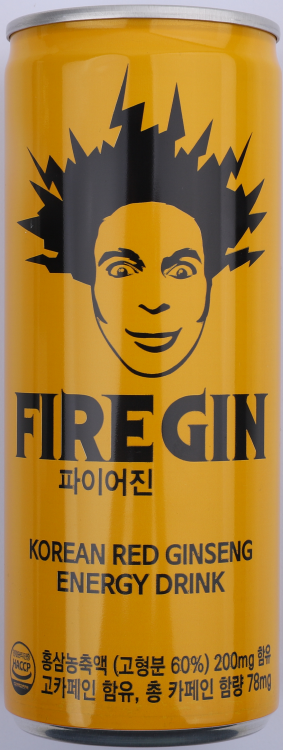 FIREGIN
파이어진
KOREAN RED GINSENG
ENERGY DRINK
HACCP
홍삼농축액 (고형분 60%) 200mg 함유
고카페인 함유, 총 카페인 함량 78mg